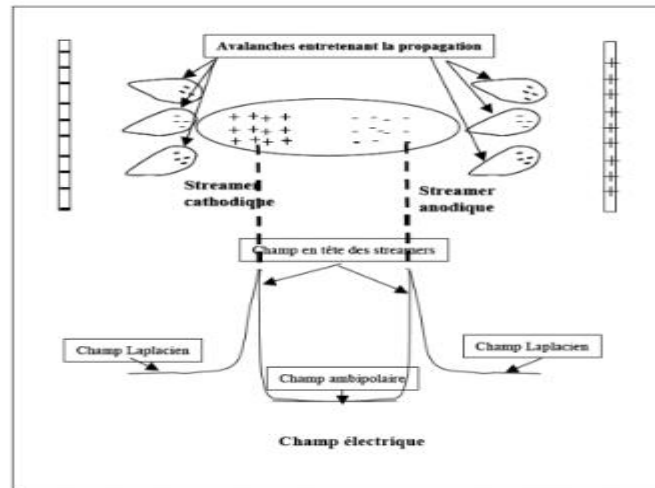 Avalanches entretenant la propagation
Streamer
cathodique
Streamer
anodique
Champ en tête des streamers
Champ Laplacien
Champ Laplacien
Champ ambipolaire
Champ électrique